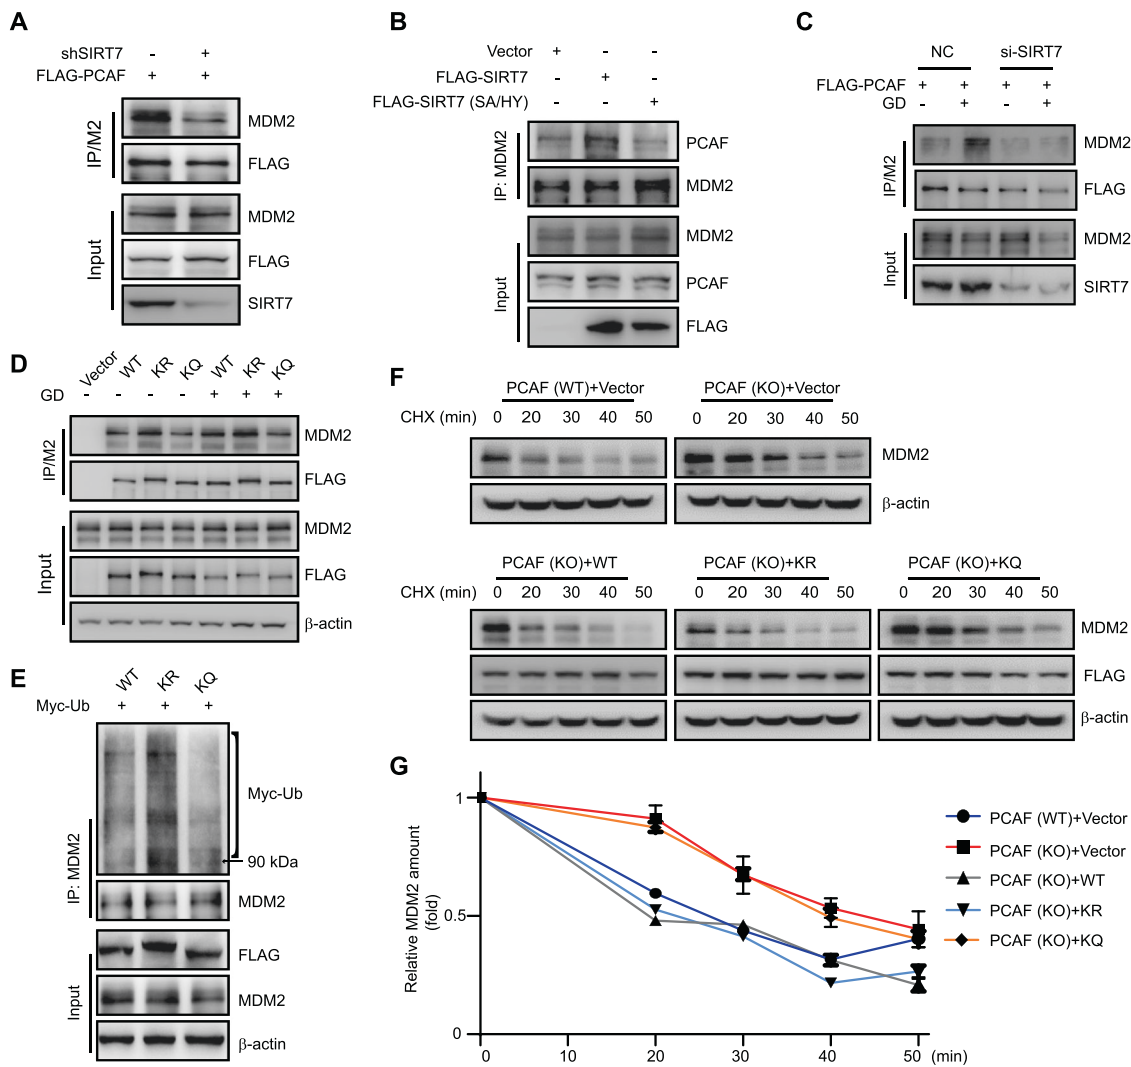 A
shSIRT7 - +
FLAG-PCAF + +
IP/M2
MDM2
FLAG
Input
MDM2
FLAG
SIRT7
B
Vector + - -
FLAG-SIRT7 - + -
FLAG-SIRT7 (SA/HY) - - +
IP: MDM2
PCAF
MDM2
Input
MDM2
PCAF
FLAG
C
NC si-SIRT7
FLAG-PCAF + + + +
GD - + - +
IP/M2
MDM2
FLAG
Input
MDM2
SIRT7
D
Vector WT KR KQ WT KR KQ
GD - - - - + + +
IP/M2
MDM2
FLAG
Input
MDM2
FLAG
β-actin
E
WT KR KQ
Myc-Ub + + +
IP: MDM2
Myc-Ub
90 kDa
MDM2
Input
FLAG
MDM2
β-actin
F
PCAF (WT)+Vector PCAF (KO)+Vector
CHX (min) 0 20 30 40 50 0 20 30 40 50
MDM2
β-actin
PCAF (KO)+WT PCAF (KO)+KR PCAF (KO)+KQ
CHX (min) 0 20 30 40 50 0 20 30 40 50 0 20 30 40 50
MDM2
FLAG
β-actin
G
Relative MDM2 amount
(fold)
1
0.5
0
0 10 20 30 40 50 (min)
PCAF (WT)+Vector
PCAF (KO)+Vector
PCAF (KO)+WT
PCAF (KO)+KR
PCAF (KO)+KQ